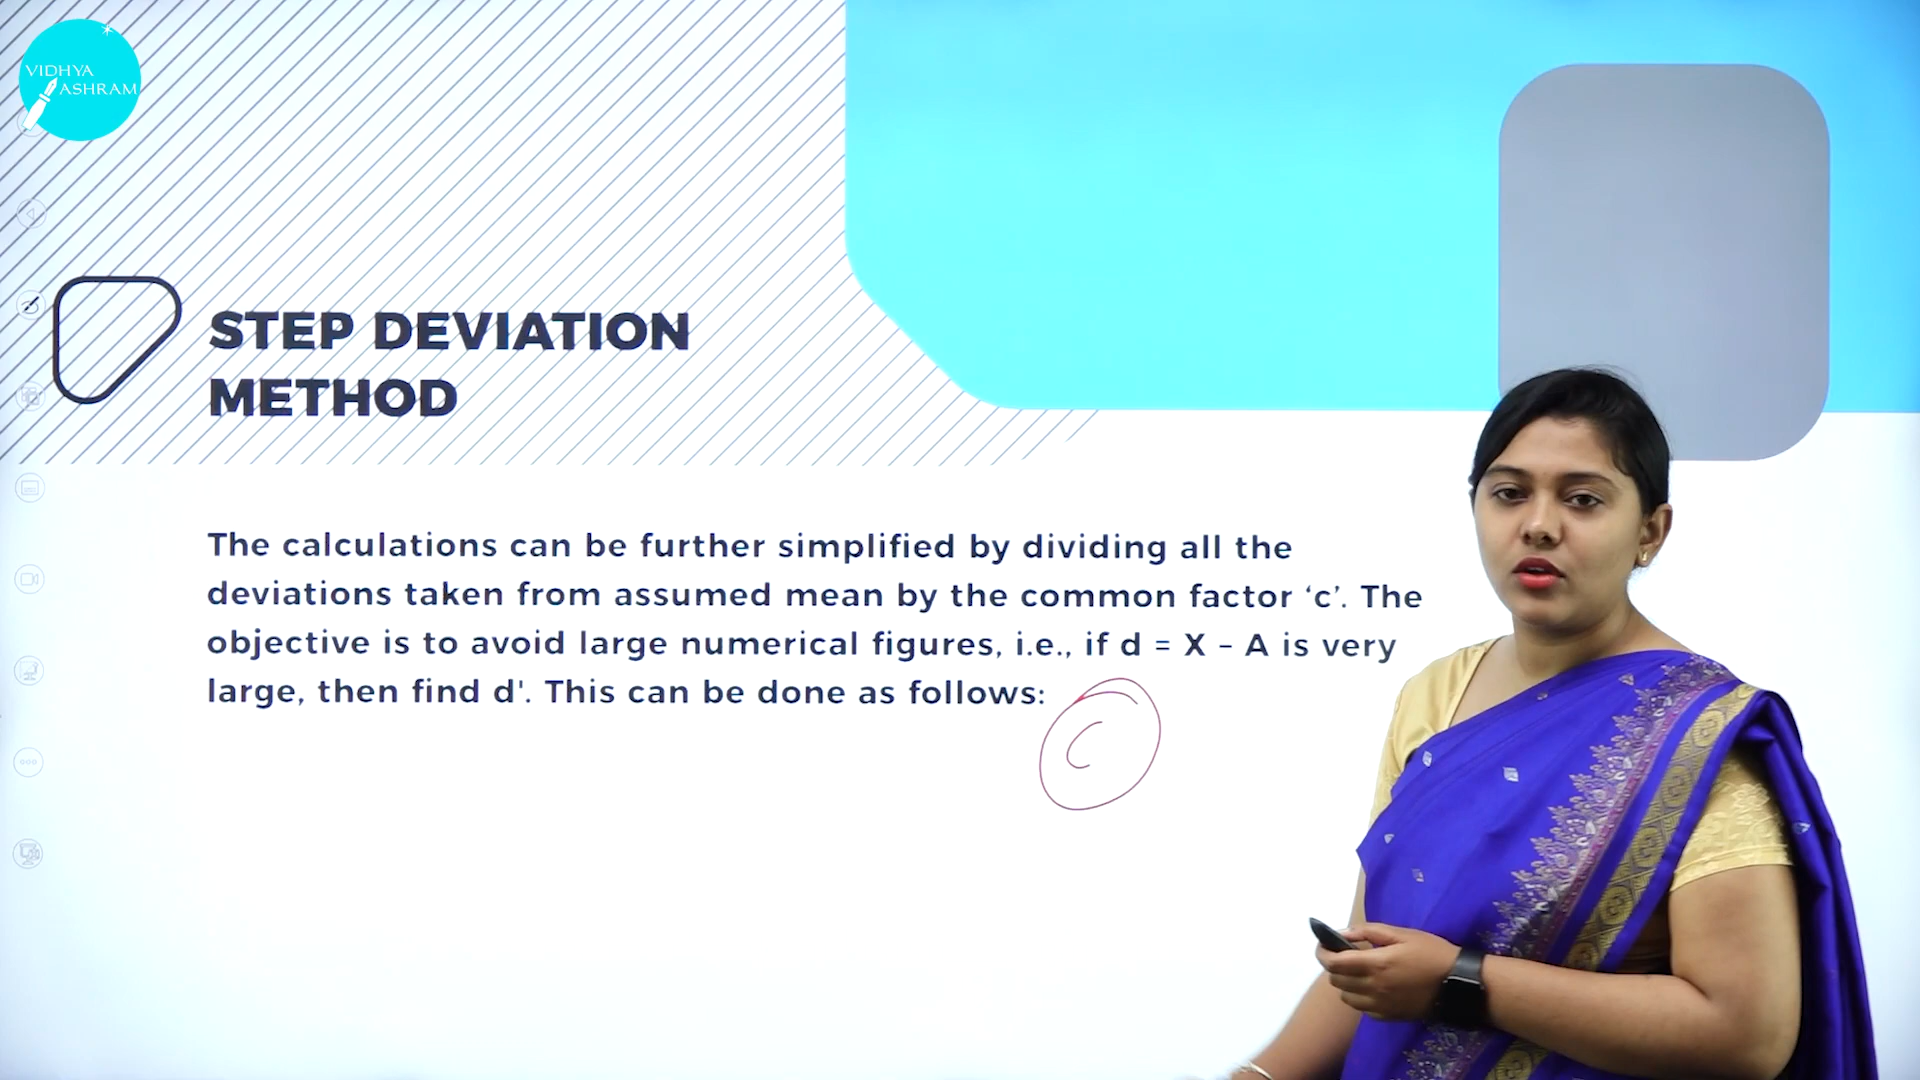 VIDHYA
ASHRAM
STEP DEVIATION
METHOD
The calculations can be further simplified by dividing all the
deviations taken from assumed mean by the common factor ‘c’. The
objective is to avoid large numerical figures, i.e., if d = X – A is very
large, then find d'. This can be done as follows:
C